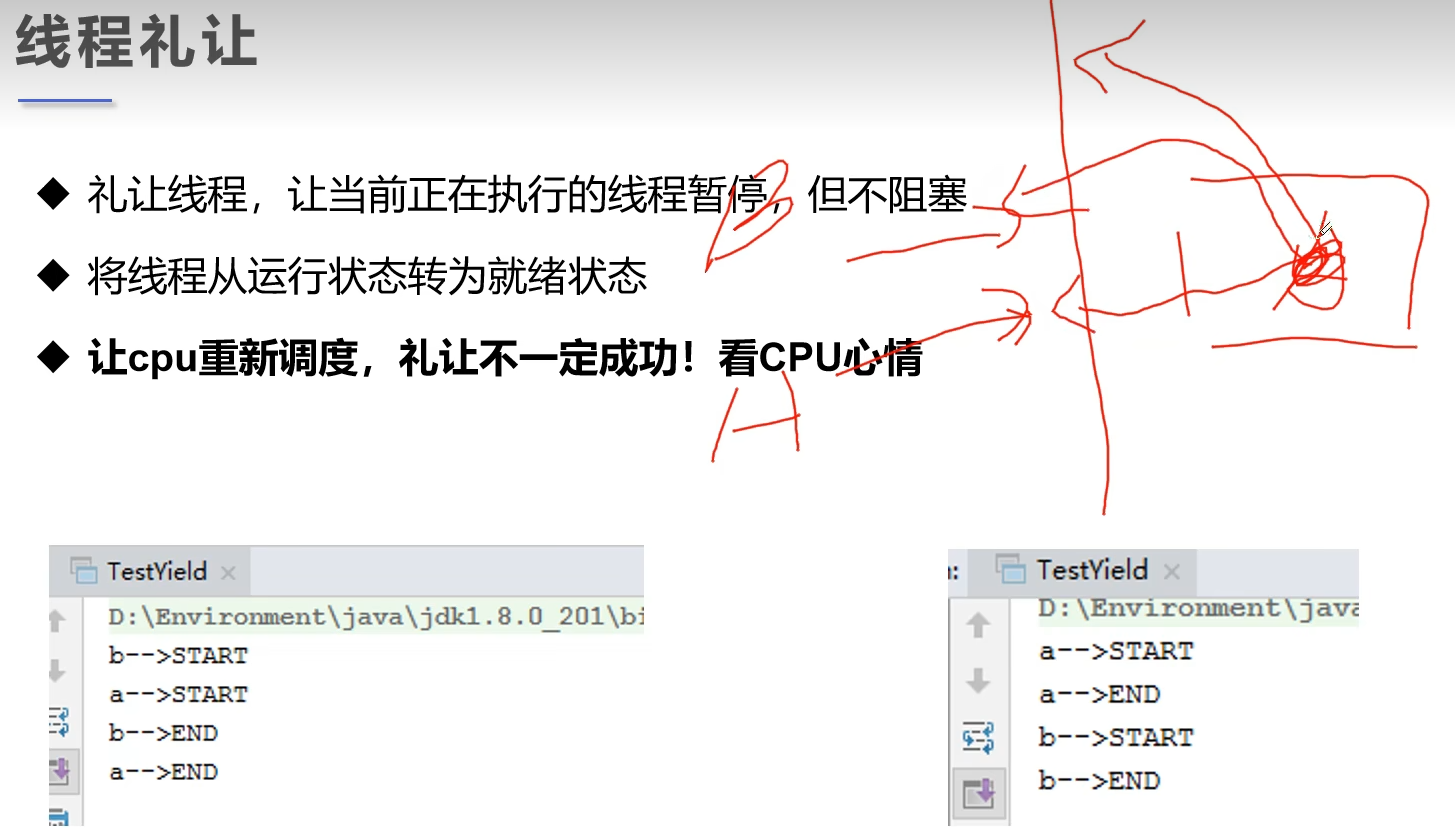 线程礼让
礼让线程，让当前正在执行的线程暂停，但不阻塞
将线程从运行状态转为就绪状态
让cpu重新调度，礼让不一定成功！看CPU心情
B
A
TestYield
D:\Environment\java\jdk1.8.0_201\bi
b-->START
a-->START
b-->END
a-->END
TestYield
D:\Environment\java
a-->START
a-->END
b-->START
b-->END